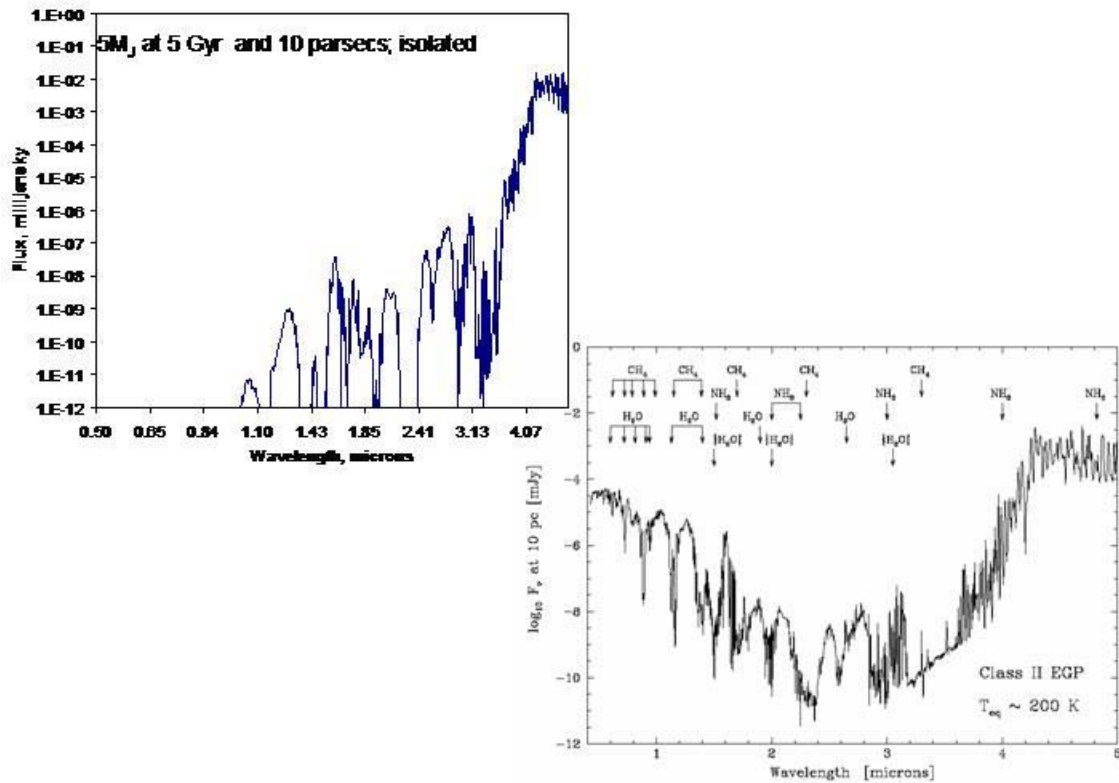 5MJ at 5 Gyr and 10 parsecs; isolated
1.E+00
1.E-01
1.E-02
1.E-03
1.E-04
1.E-05
1.E-06
1.E-07
1.E-08
1.E-09
1.E-10
1.E-11
1.E-12
Flux, millijansky
0.50 0.65 0.84 1.10 1.43 1.85 2.41 3.13 4.07
Wavelength, microns
0
-2
-4
-6
-8
-10
-12
log10 Fν at 10 pc [mJy]
CH4 CH4 CH4 CH4 CH4
NH3 NH3 NH3 NH3 NH3
H2O H2O H2O H2O
[H2O] [H2O] [H2O]
Class II EGP
Teq ~ 200 K
1 2 3 4 5
Wavelength [microns]